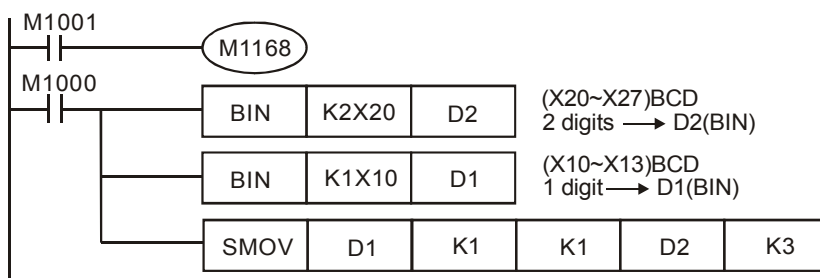 M1001
M1168
M1000
BIN K2X20 D2
(X20~X27)BCD
2 digits → D2(BIN)
BIN K1X10 D1
(X10~X13)BCD
1 digit → D1(BIN)
SMOV D1 K1 K1 D2 K3